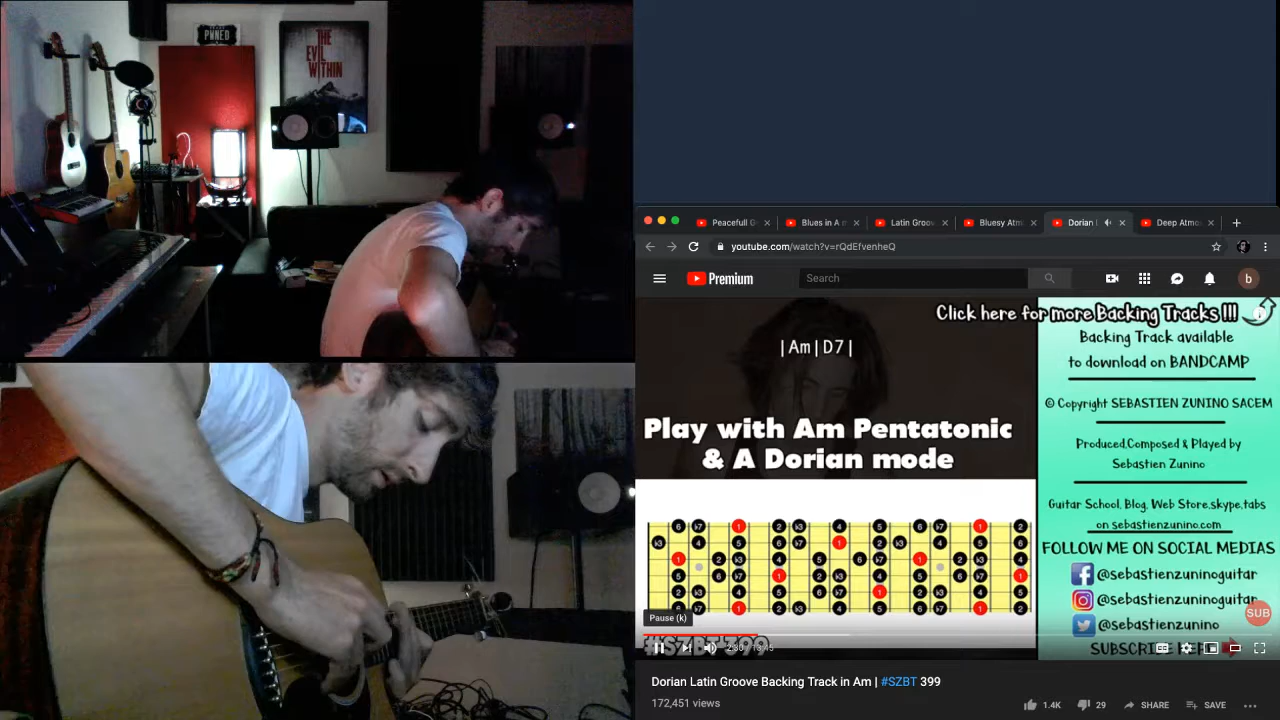 PWNED
THE
EVIL
WITHIN
Peacefull G
Blues in A m
Latin Groov
Bluesy Atm
Dorian
Deep Atmos
youtube.com/watch?v=rQdEfvenheQ
Premium
Search
b
Click here for more Backing Tracks !!!
|Am|D7|
Play with Am Pentatonic
& A Dorian mode
Backing Track available
to download on BANDCAMP
© Copyright SEBASTIEN ZUNINO SACEM
Produced,Composed & Played by
Sebastien Zunino
Guitar School, Blog, Web Store,skype,tabs
on sebastienzunino.com
FOLLOW ME ON SOCIAL MEDIAS
@sebastienzuninoguitar
@sebastienzuninoguitar
@sebastienzunino
SUB
Pause (k)
#SZBT 399
Dorian Latin Groove Backing Track in Am | #SZBT 399
172,451 views
1.4K
29
SHARE
SAVE